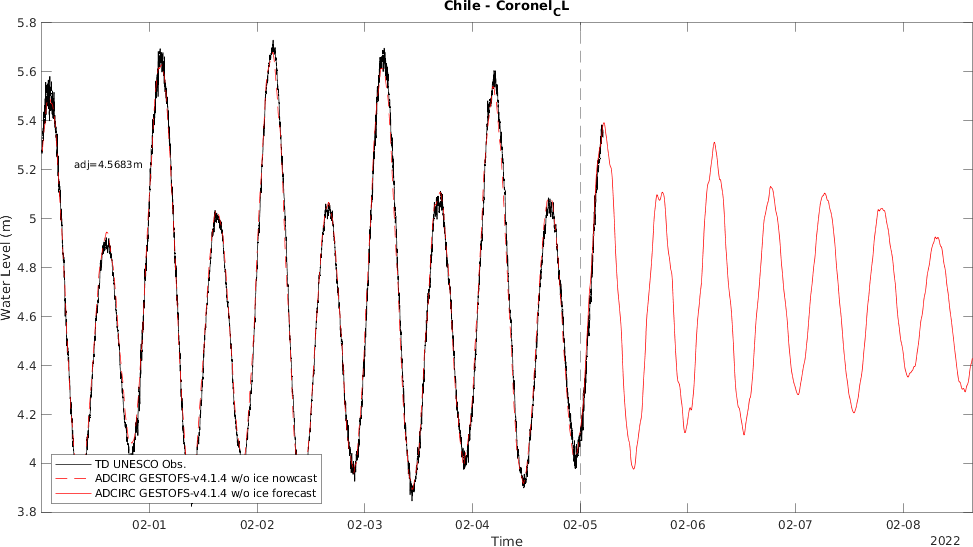 Chile - Coronel_CL
5.8
5.6
5.4
5.2
5
4.8
4.6
4.4
4.2
4
3.8
Water Level (m)
adj=4.5683m
TD UNESCO Obs.
ADCIRC GESTOFS-v4.1.4 w/o ice nowcast
ADCIRC GESTOFS-v4.1.4 w/o ice forecast
02-01 02-02 02-03 02-04 02-05 02-06 02-07 02-08
Time
2022